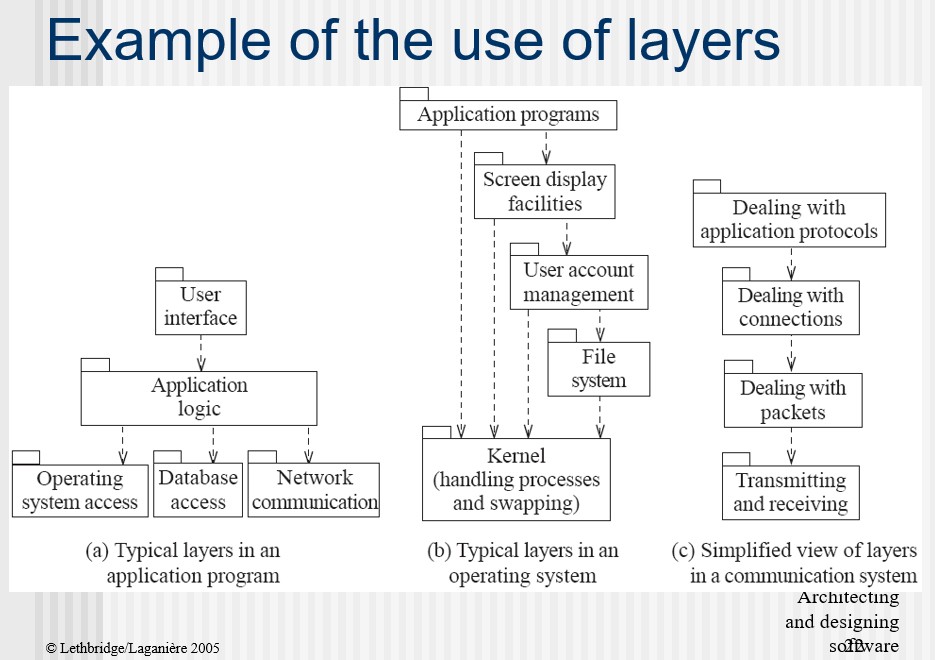 Example of the use of layers
Application programs
Screen display
facilities
User account
management
File
system
Kernel
(handling processes
and swapping)
User
interface
Application
logic
Operating
system access
Database
access
Network
communication
Dealing with
application protocols
Dealing with
connections
Dealing with
packets
Transmitting
and receiving
(a) Typical layers in an
application program
(b) Typical layers in an
operating system
(c) Simplified view of layers
in a communication system
Architecting
and designing
software
22
© Lethbridge/Laganière 2005